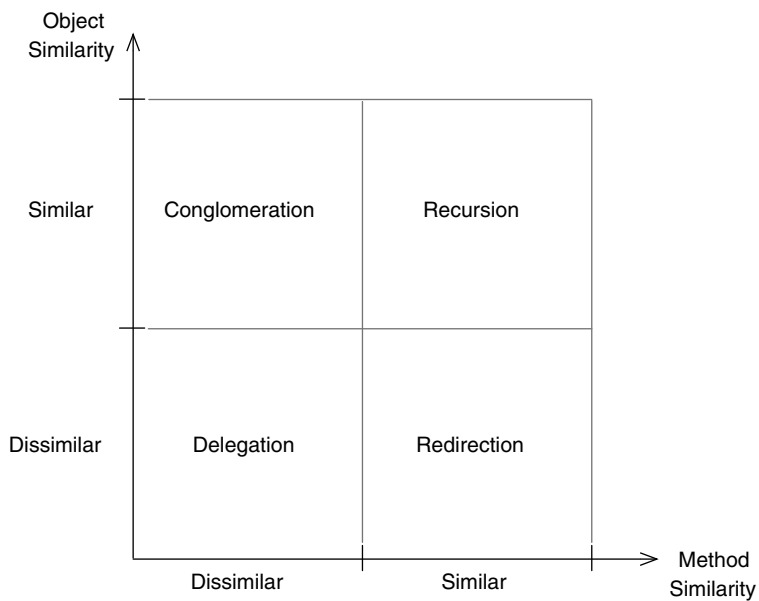 Object
Similarity
Similar
Conglomeration
Recursion
Dissimilar
Delegation
Redirection
Dissimilar
Similar
Method
Similarity